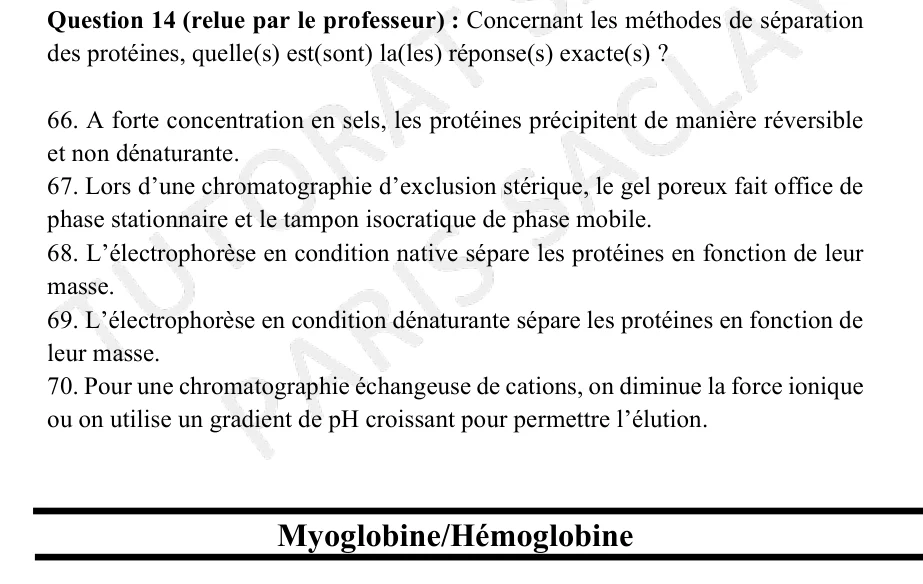 Question 14 (relue par le professeur) : Concernant les méthodes de séparation
des protéines, quelle(s) est(sont) la(les) réponse(s) exacte(s) ?
66. A forte concentration en sels, les protéines précipitent de manière réversible
et non dénaturante.
67. Lors d’une chromatographie d’exclusion stérique, le gel poreux fait office de
phase stationnaire et le tampon isocratique de phase mobile.
68. L’électrophorèse en condition native sépare les protéines en fonction de leur
masse.
69. L’électrophorèse en condition dénaturante sépare les protéines en fonction de
leur masse.
70. Pour une chromatographie échangeuse de cations, on diminue la force ionique
ou on utilise un gradient de pH croissant pour permettre l’élution.
TUTORAT
PARIS SACLAY
Myoglobine/Hémoglobine